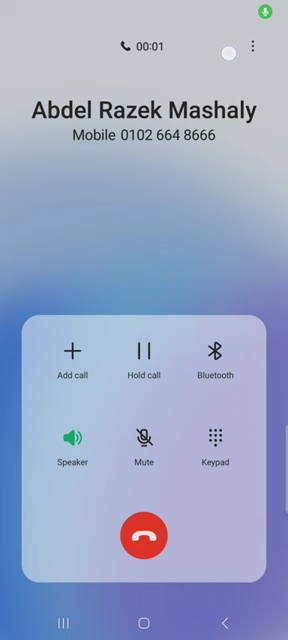 00:01
Abdel Razek Mashaly
Mobile 0102 664 8666
Add call
Hold call
Bluetooth
Speaker
Mute
Keypad